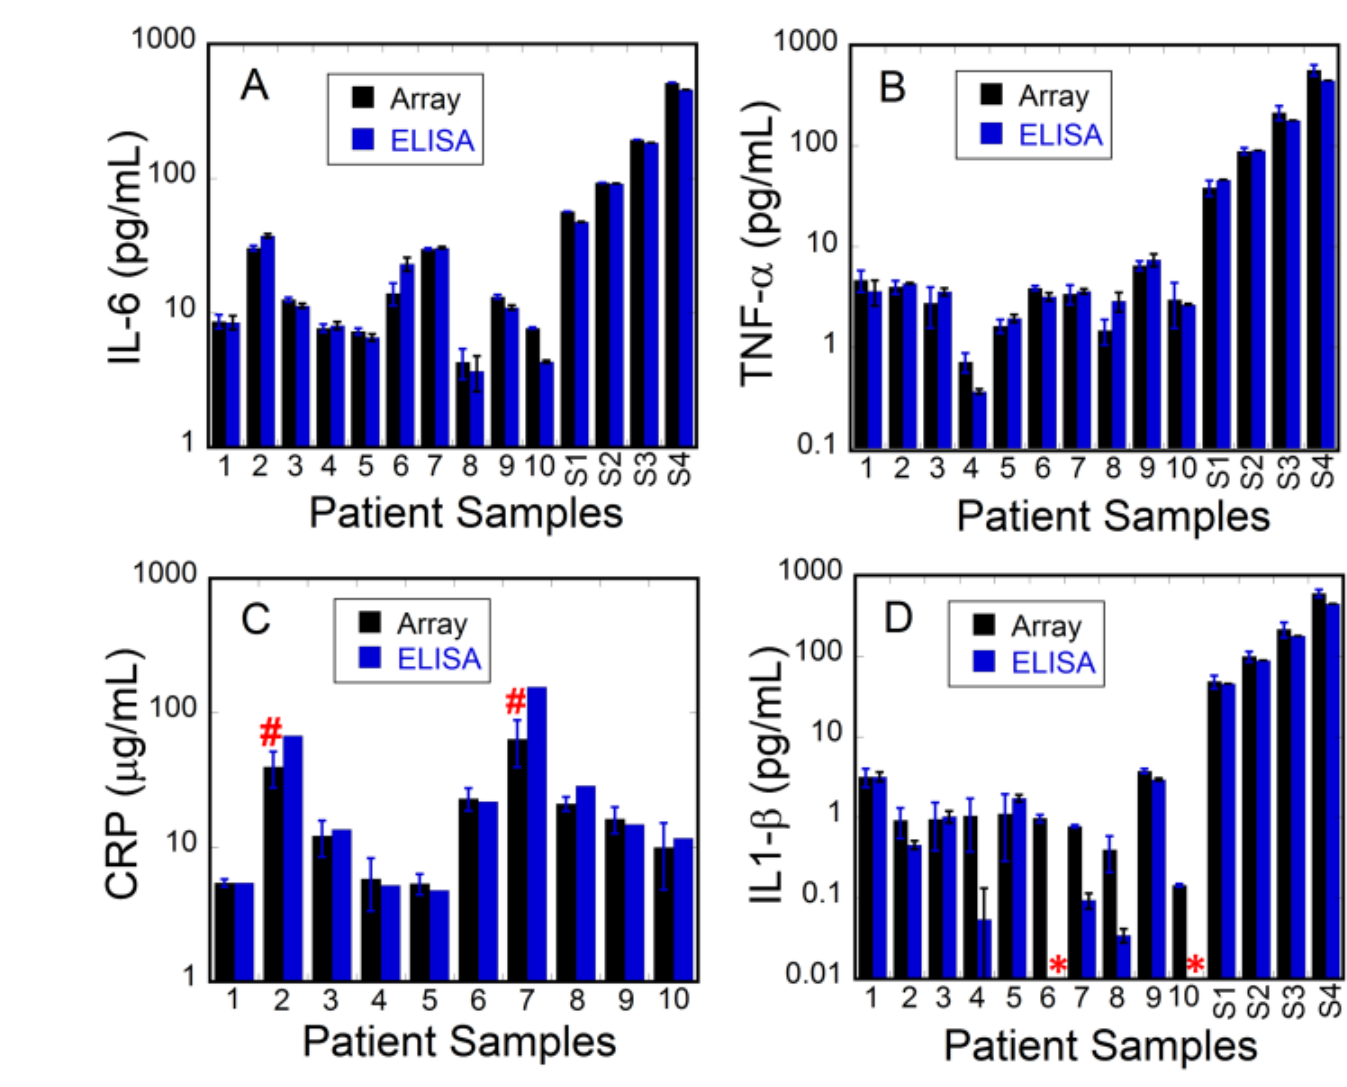 A
Array
ELISA
1000
100
10
1
IL-6 (pg/mL)
1 2 3 4 5 6 7 8 9 10 S1 S2 S3 S4
Patient Samples
B
Array
ELISA
1000
100
10
1
0.1
TNF-α (pg/mL)
1 2 3 4 5 6 7 8 9 10 S1 S2 S3 S4
Patient Samples
C
Array
ELISA
1000
100
10
1
CRP (µg/mL)
# #
1 2 3 4 5 6 7 8 9 10
Patient Samples
D
Array
ELISA
1000
100
10
1
0.1
0.01
IL1-β (pg/mL)
* *
1 2 3 4 5 6 7 8 9 10 S1 S2 S3 S4
Patient Samples